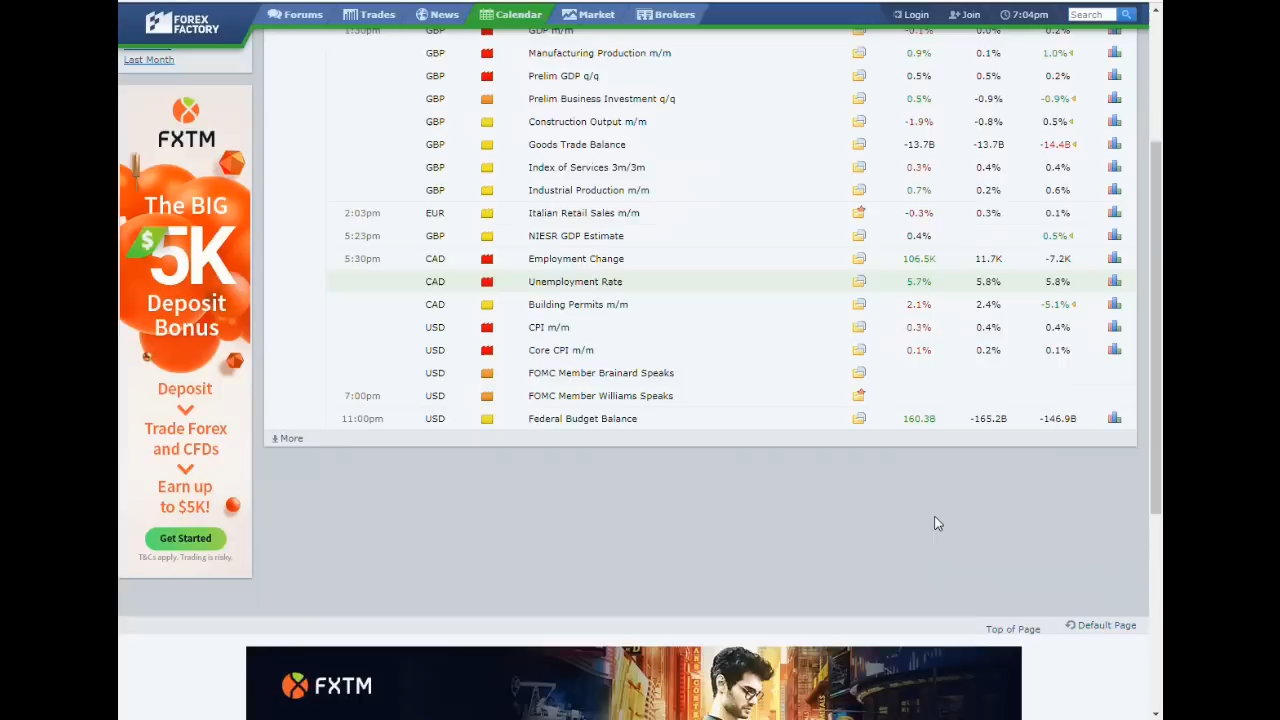 FOREX FACTORY
Forums Trades News Calendar Market Brokers Login Join 7:04pm Search
Last Month
1:30pm GBP GDP m/m -0.1% 0.0% 0.2%
GBP Manufacturing Production m/m 0.9% 0.1% 1.0%
GBP Prelim GDP q/q 0.5% 0.5% 0.2%
GBP Prelim Business Investment q/q 0.5% -0.9% -0.9%
GBP Construction Output m/m -1.9% -0.8% 0.5%
GBP Goods Trade Balance -13.7B -13.7B -14.4B
GBP Index of Services 3m/3m 0.3% 0.4% 0.4%
GBP Industrial Production m/m 0.7% 0.2% 0.6%
2:03pm EUR Italian Retail Sales m/m -0.3% 0.3% 0.1%
5:23pm GBP NIESR GDP Estimate 0.4% 0.5%
5:30pm CAD Employment Change 106.5K 11.7K -7.2K
CAD Unemployment Rate 5.7% 5.8% 5.8%
CAD Building Permits m/m 2.1% 2.4% -5.1%
USD CPI m/m 0.3% 0.4% 0.4%
USD Core CPI m/m 0.1% 0.2% 0.1%
USD FOMC Member Brainard Speaks
7:00pm USD FOMC Member Williams Speaks
11:00pm USD Federal Budget Balance 160.3B -165.2B -146.9B
More
FXTM
The BIG
$5K
Deposit
Bonus
Deposit
Trade Forex
and CFDs
Earn up
to $5K!
Get Started
T&Cs apply. Trading is risky.
Top of Page Default Page
FXTM